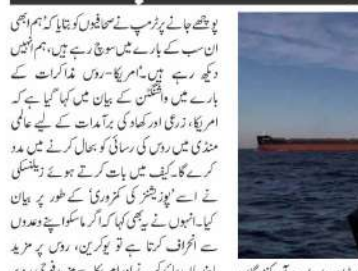 پوچھے جانے پر ٹرمپ نے صحافیوں کو بتایا کہ ’ہم ابھی
ان سب کے بارے میں سوچ رہے ہیں، ہم انہیں
دیکھ رہے ہیں۔‘ امریکا-روس مذاکرات کے
بارے میں واشنگٹن کے بیان میں کہا گیا ہے کہ
امریکا، زرعی اور کھاد کی برآمدات کے لیے عالمی
منڈی میں روس کی رسائی کو بحال کرنے میں مدد
کرے گا۔ کیف میں بات کرتے ہوئے زیلنسکی
نے اسے ’پوزیشنز کی کمزوری‘ کے طور پر بیان
کیا۔ انہوں نے یہ بھی کہا کہ اگر ماسکو اپنے وعدوں
سے انحراف کرتا ہے تو یوکرین، روس پر مزید